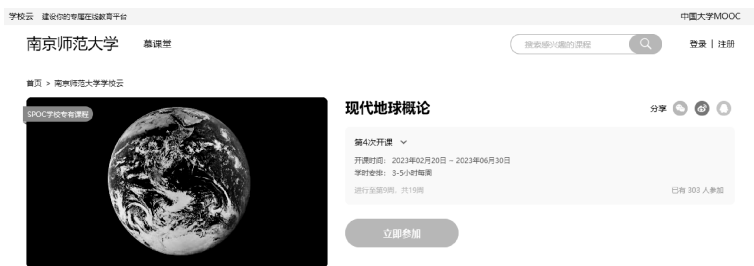 学校云 建设你的专属在线教育平台 中国大学MOOC
南京师范大学 慕课堂 搜索感兴趣的课程 登录 | 注册
首页 > 南京师范大学学校云
SPOC学校专有课程
现代地球概论 分享
第4次开课
开课时间: 2023年02月20日 ~ 2023年06月30日
学时安排: 3-5小时每周
进行至第9周, 共19周 已有 303 人参加
立即参加